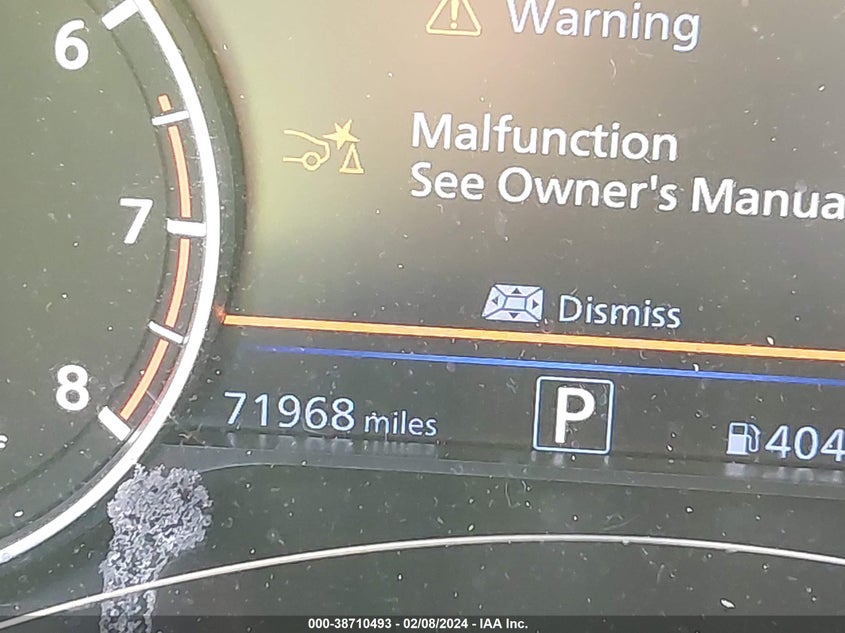 Warning
6
Malfunction
See Owner's Manua
7
Dismiss
8
71968 miles
P
404
000-38710493 - 02/08/2024 - IAA Inc.